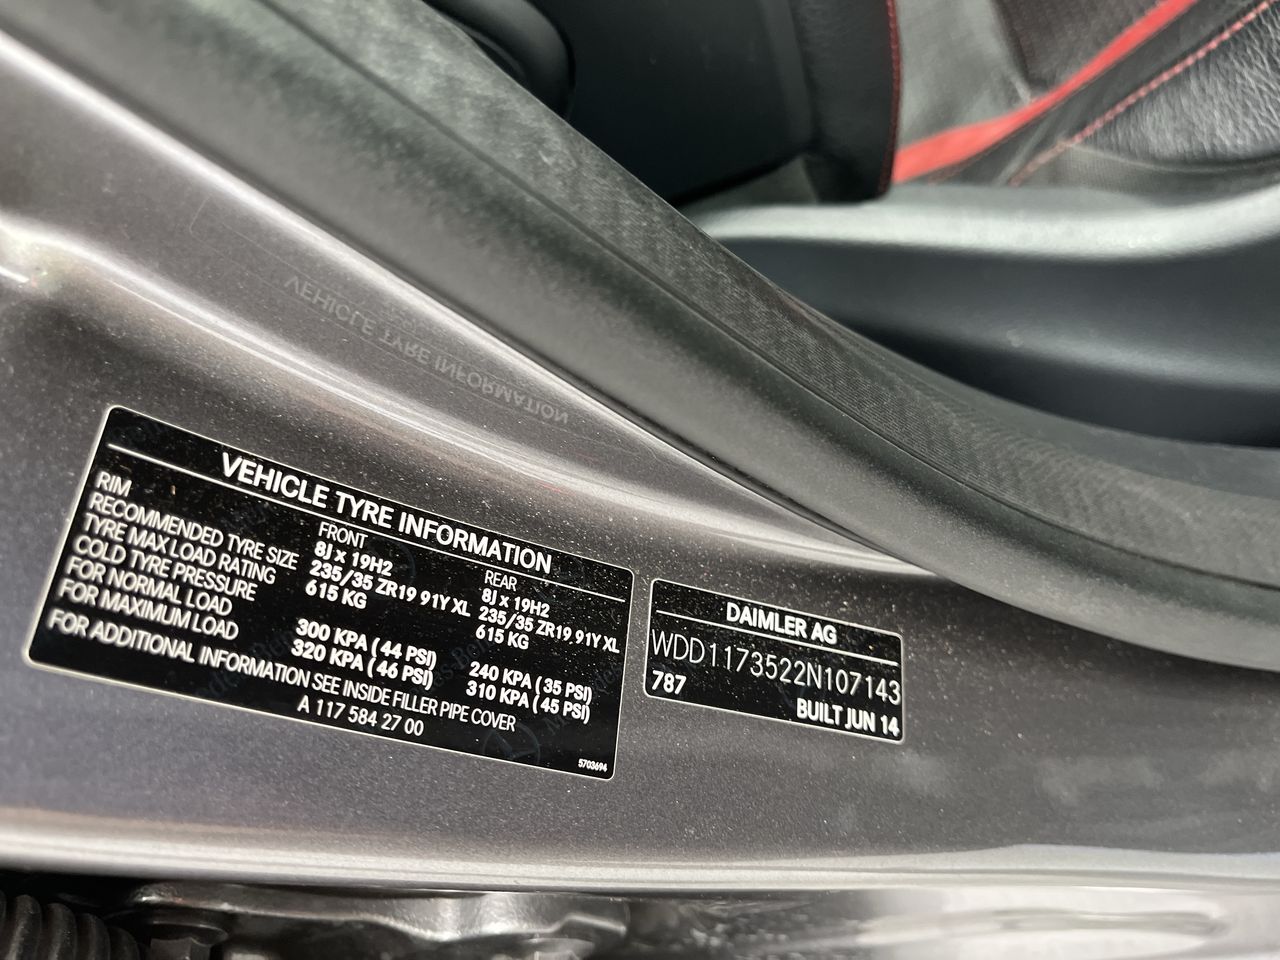 VEHICLE TYRE INFORMATION
VEHICLE TYRE INFORMATION
FRONT REAR
RIM 8J x 19H2 8J x 19H2
RECOMMENDED TYRE SIZE 235/35 ZR19 91Y XL 235/35 ZR19 91Y XL
TYRE MAX LOAD RATING 615 KG 615 KG
COLD TYRE PRESSURE
FOR NORMAL LOAD 300 KPA (44 PSI) 240 KPA (35 PSI)
FOR MAXIMUM LOAD 320 KPA (46 PSI) 310 KPA (45 PSI)
FOR ADDITIONAL INFORMATION SEE INSIDE FILLER PIPE COVER
A 117 584 27 00
5703694
DAIMLER AG
WDD1173522N107143
787
BUILT JUN 14